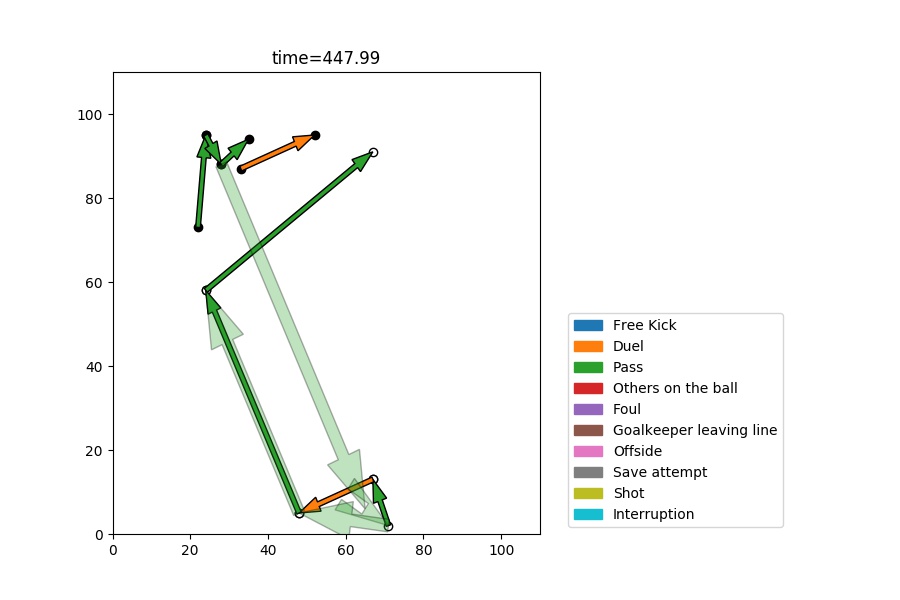 time=447.99
100
80
60
40
20
0
0 20 40 60 80 100
Free Kick
Duel
Pass
Others on the ball
Foul
Goalkeeper leaving line
Offside
Save attempt
Shot
Interruption